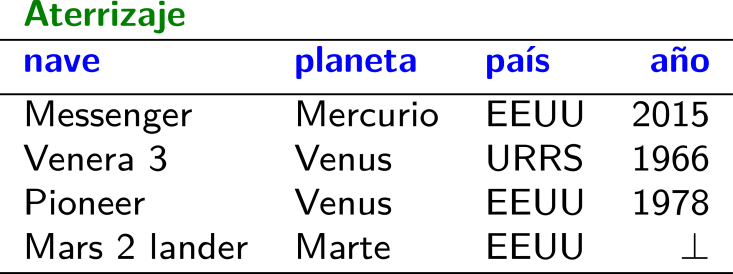 Aterrizaje
nave planeta país año
Messenger Mercurio EEUU 2015
Venera 3 Venus URRS 1966
Pioneer Venus EEUU 1978
Mars 2 lander Marte EEUU ⊥